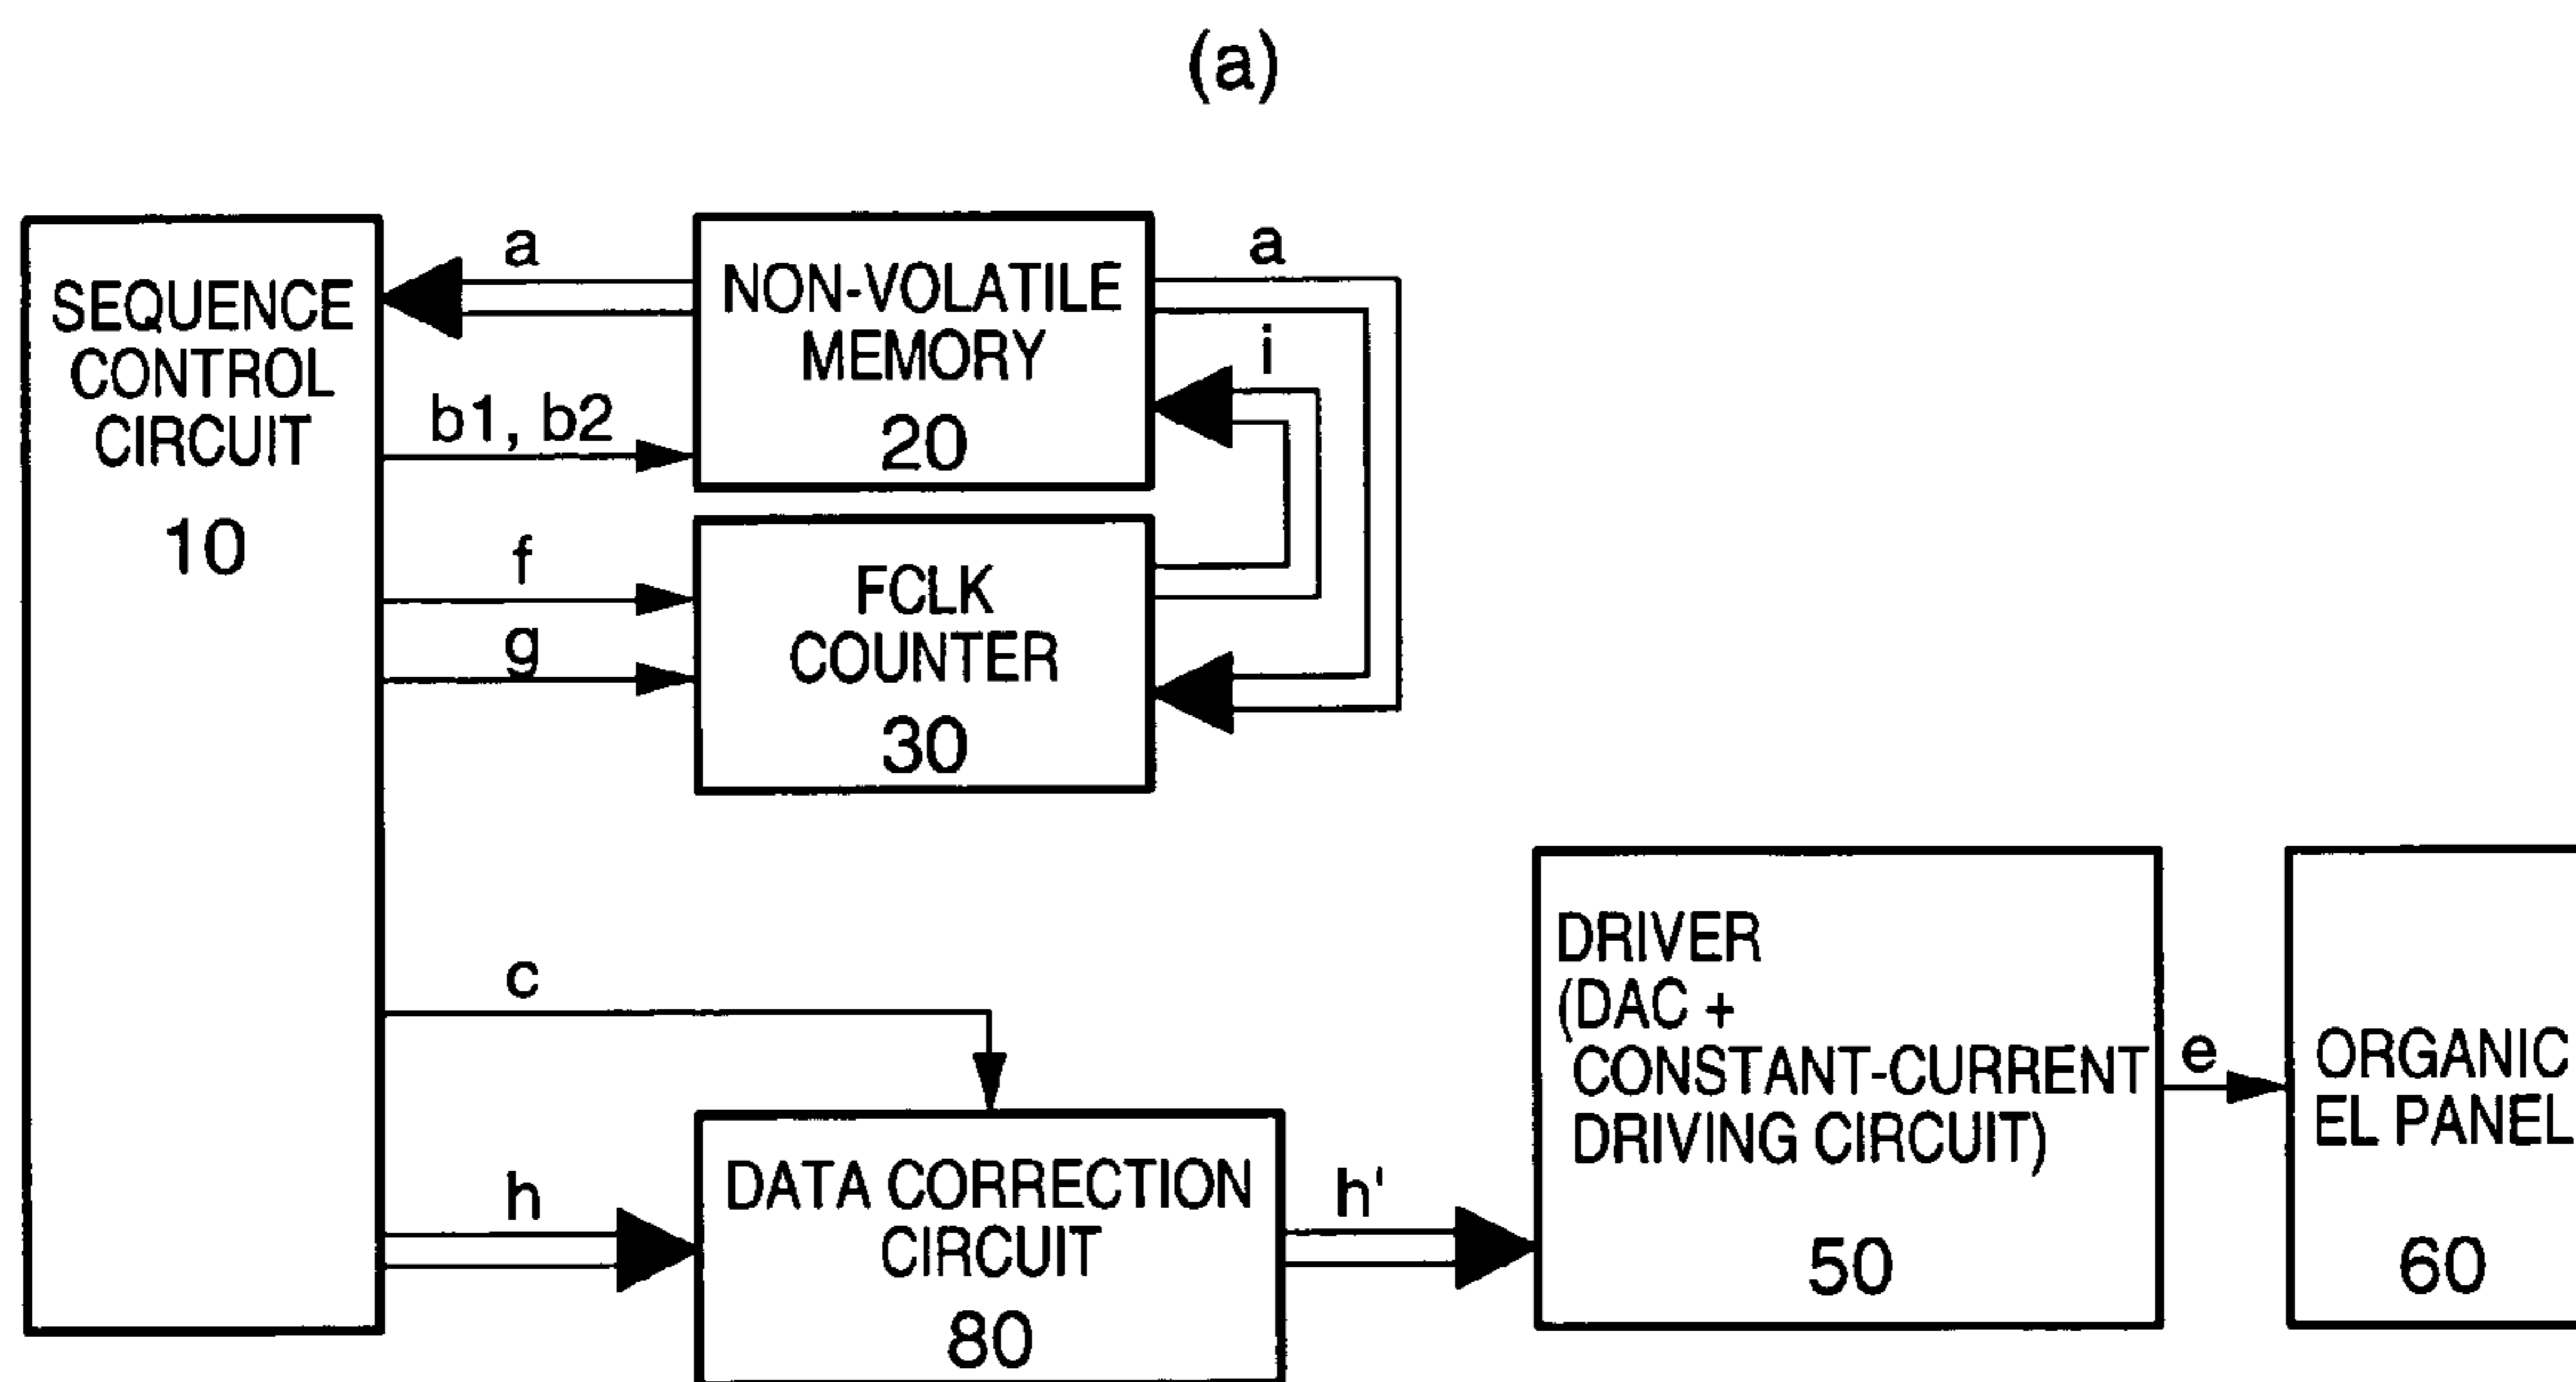 (a)
SEQUENCE
CONTROL
CIRCUIT
10
a
b1, b2
f
g
c
h
NON-VOLATILE
MEMORY
20
a
i
FCLK
COUNTER
30
DATA CORRECTION
CIRCUIT
80
h'
DRIVER
(DAC +
CONSTANT-CURRENT
DRIVING CIRCUIT)
50
e
ORGANIC
EL PANEL
60